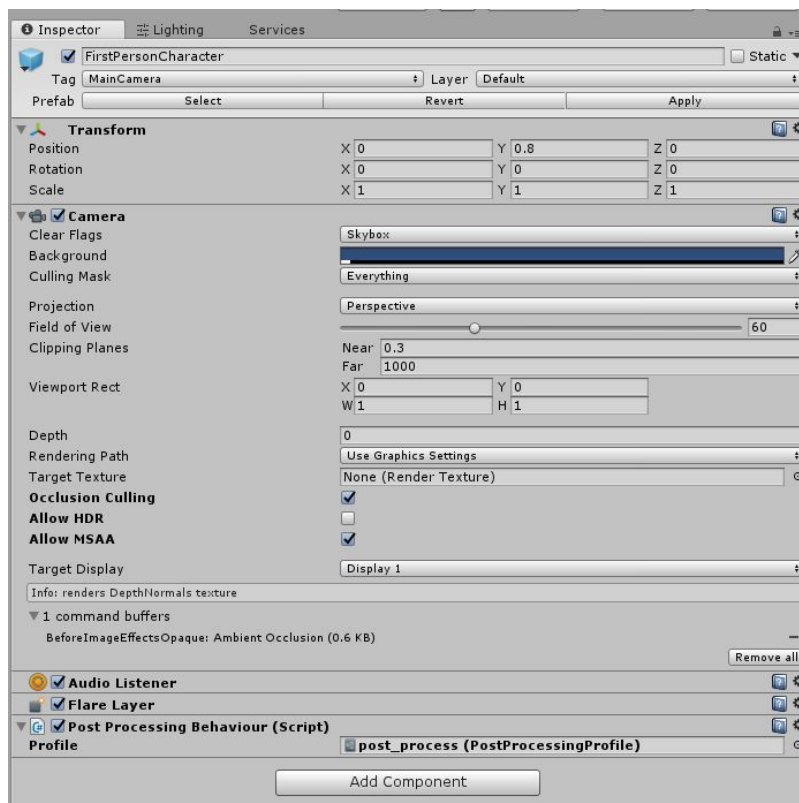 Inspector Lighting Services
FirstPersonCharacter Static
Tag MainCamera Layer Default
Prefab Select Revert Apply
Transform
Position X 0 Y 0.8 Z 0
Rotation X 0 Y 0 Z 0
Scale X 1 Y 1 Z 1
Camera
Clear Flags Skybox
Background
Culling Mask Everything
Projection Perspective
Field of View 60
Clipping Planes Near 0.3
Far 1000
Viewport Rect X 0 Y 0
W 1 H 1
Depth 0
Rendering Path Use Graphics Settings
Target Texture None (Render Texture)
Occlusion Culling
Allow HDR
Allow MSAA
Target Display Display 1
Info: renders DepthNormals texture
1 command buffers
BeforeImageEffectsOpaque: Ambient Occlusion (0.6 KB)
Remove all
Audio Listener
Flare Layer
Post Processing Behaviour (Script)
Profile post_process (PostProcessingProfile)
Add Component